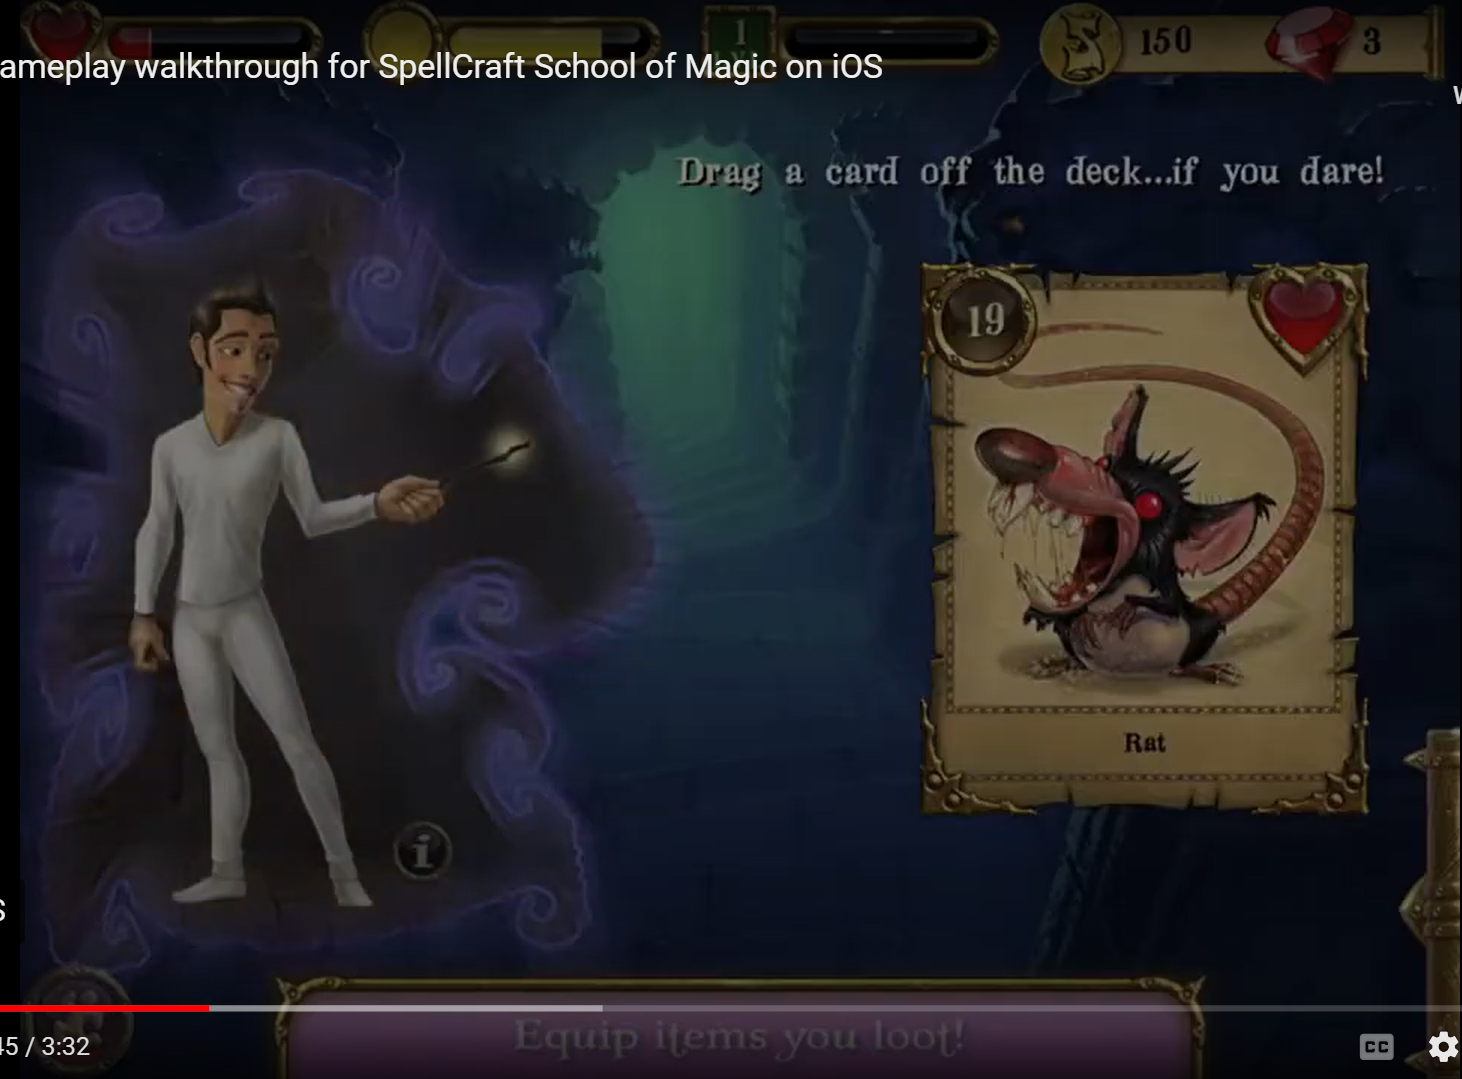 ameplay walkthrough for SpellCraft School of Magic on iOS
1
150
3
Drag a card off the deck...if you dare!
19
Rat
i
S
Equip items you loot!
45 / 3:32
CC